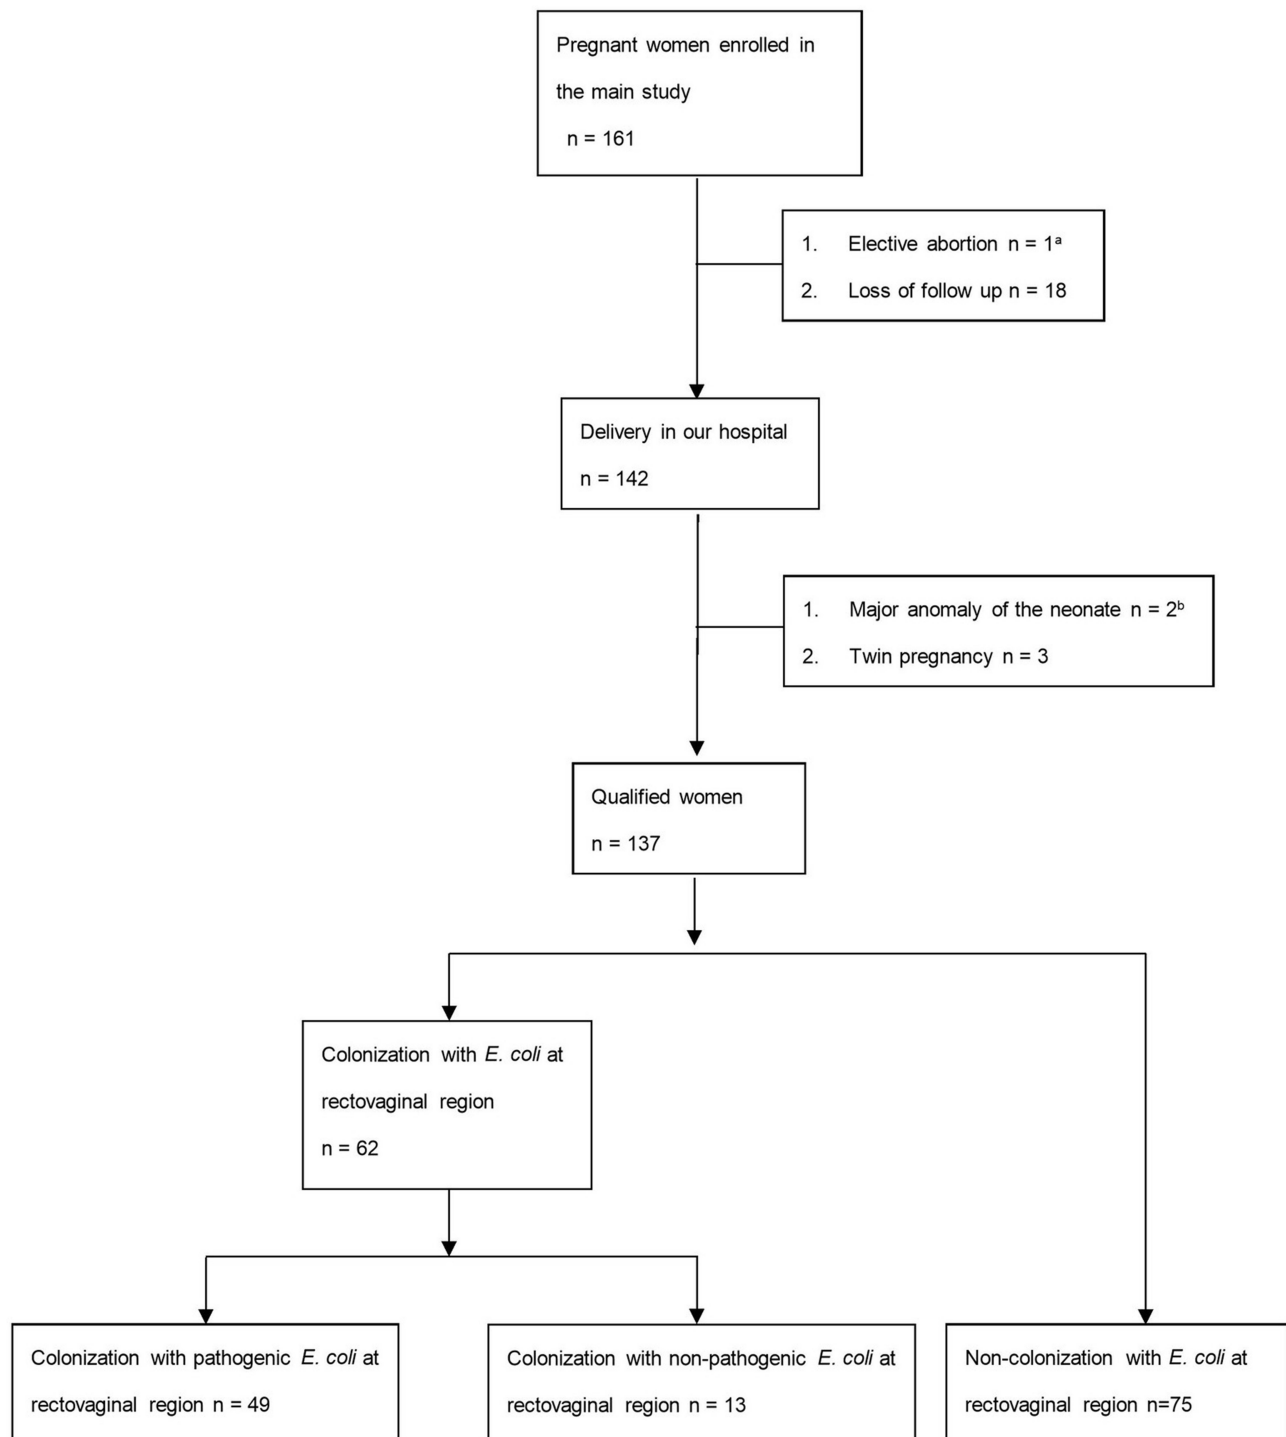 Pregnant women enrolled in
the main study
n = 161
1. Elective abortion n = 1ᵃ
2. Loss of follow up n = 18
Delivery in our hospital
n = 142
1. Major anomaly of the neonate n = 2ᵇ
2. Twin pregnancy n = 3
Qualified women
n = 137
Colonization with E. coli at
rectovaginal region
n = 62
Colonization with pathogenic E. coli at
rectovaginal region n = 49
Colonization with non-pathogenic E. coli at
rectovaginal region n = 13
Non-colonization with E. coli at
rectovaginal region n=75